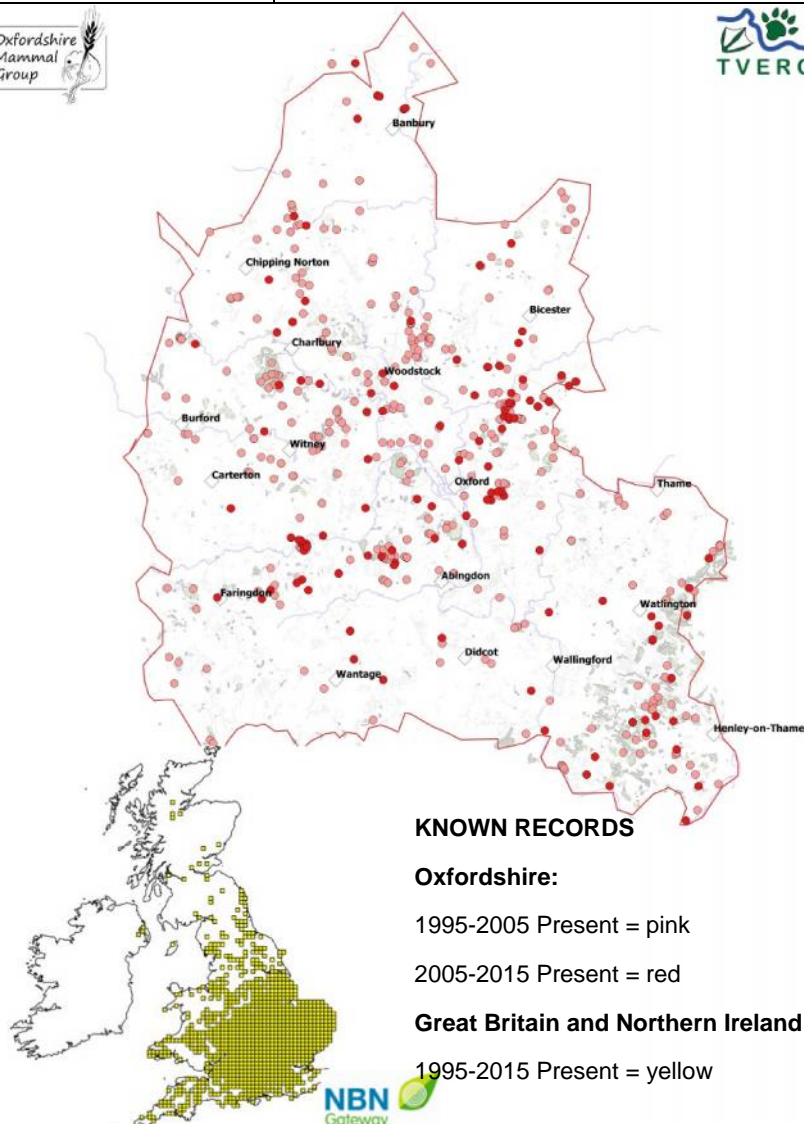 Oxfordshire
Mammal
Group
TVERC
Banbury
Chipping Norton
Bicester
Charlbury
Woodstock
Burford
Witney
Carterton
Oxford
Thame
Abingdon
Faringdon
Watlington
Didcot
Wallingford
Wantage
Henley-on-Thame
KNOWN RECORDS
Oxfordshire:
1995-2005 Present = pink
2005-2015 Present = red
Great Britain and Northern Ireland
1995-2015 Present = yellow
NBN
Gateway